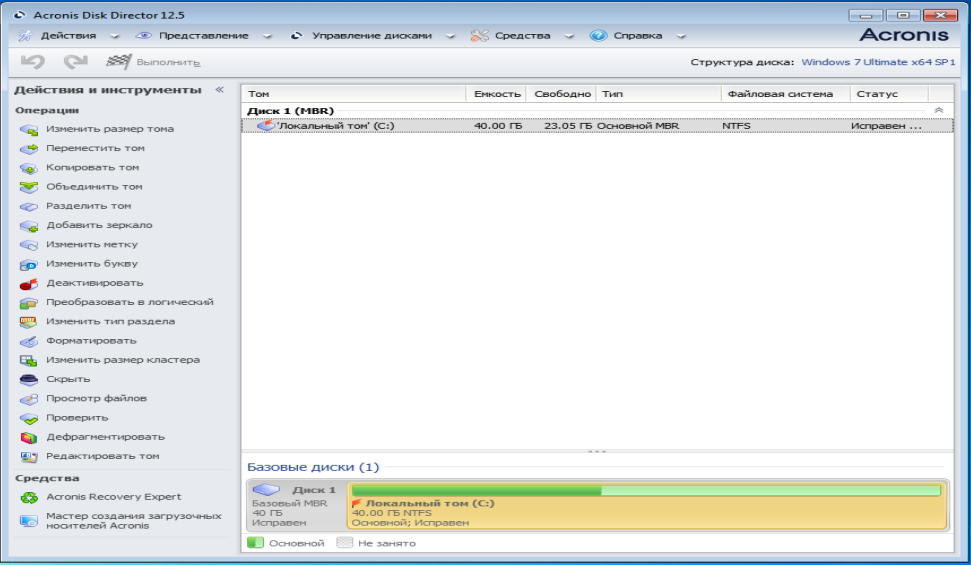 Acronis Disk Director 12.5
Действия Представление Управление дисками Средства Справка Acronis
Выполнить Структура диска: Windows 7 Ultimate x64 SP1
Действия и инструменты «
Операции
Изменить размер тома
Переместить том
Копировать том
Объединить том
Разделить том
Добавить зеркало
Изменить метку
Изменить букву
Деактивировать
Преобразовать в логический
Изменить тип раздела
Форматировать
Изменить размер кластера
Скрыть
Просмотр файлов
Проверить
Дефрагментировать
Редактировать том
Средства
Acronis Recovery Expert
Мастер создания загрузочных
носителей Acronis
Том Емкость Свободно Тип Файловая система Статус
Диск 1 (MBR)
'Локальный том' (C:) 40.00 ГБ 23.05 ГБ Основной MBR NTFS Исправен ...
Базовые диски (1)
Диск 1
Базовый MBR
40 ГБ
Исправен
Локальный том (C:)
40.00 ГБ NTFS
Основной; Исправен
Основной Не занято